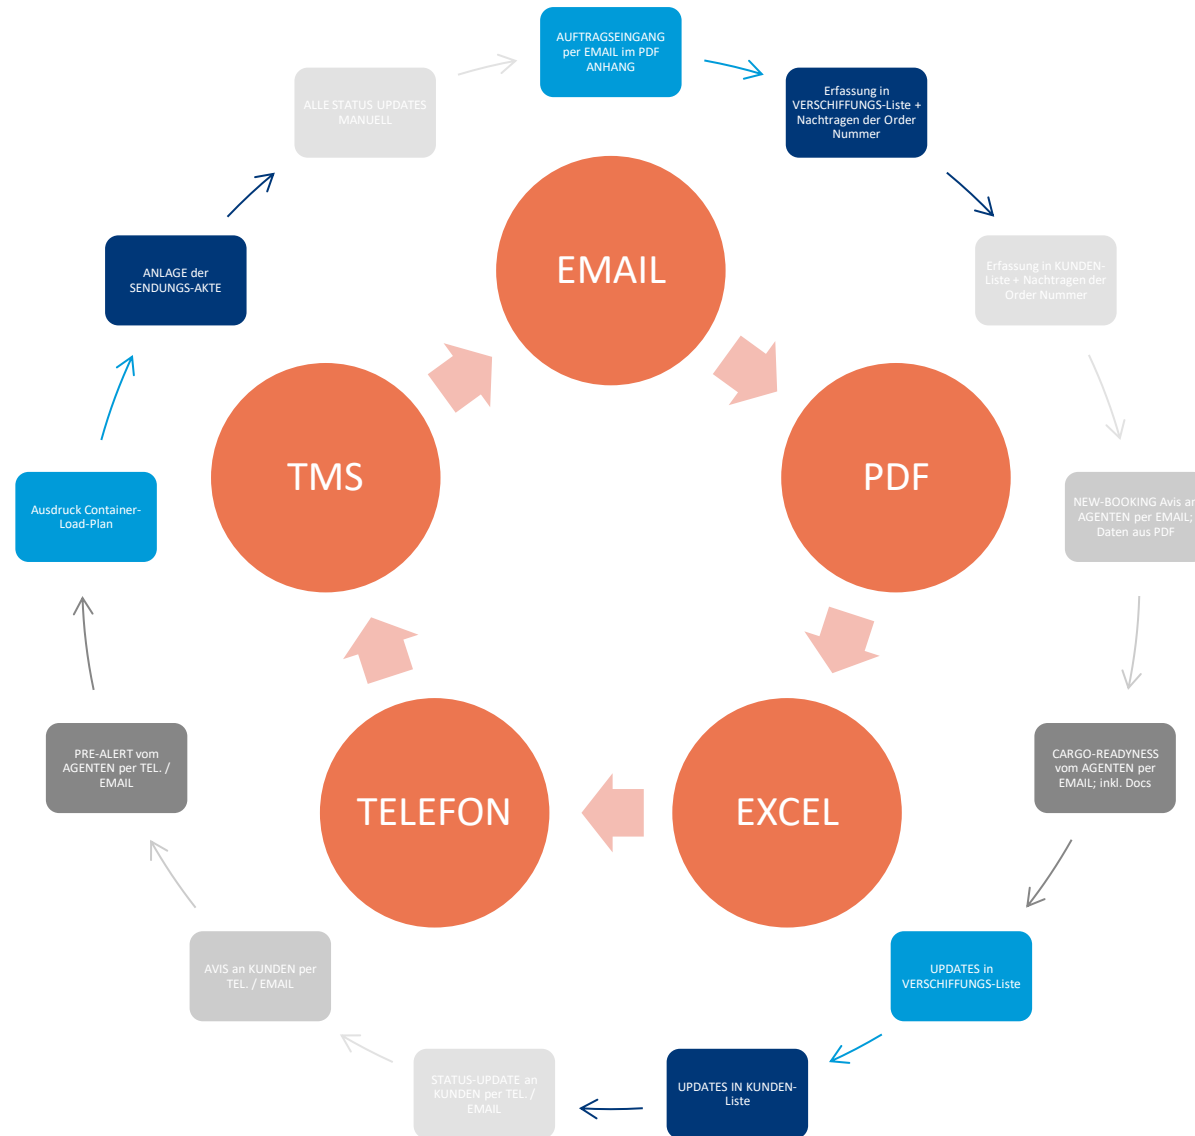 AUFTRAGSEINGANG
per EMAIL im PDF
ANHANG
Erfassung in
VERSCHIFFUNGS-Liste +
Nachtragen der Order
Nummer
Erfassung in KUNDEN-
Liste + Nachtragen der
Order Nummer
NEW-BOOKING Avis an
AGENTEN per EMAIL;
Daten aus PDF
CARGO-READYNESS
vom AGENTEN per
EMAIL; inkl. Docs
UPDATES in
VERSCHIFFUNGS-Liste
UPDATES IN KUNDEN-
Liste
STATUS-UPDATE an
KUNDEN per TEL. /
EMAIL
AVIS an KUNDEN per
TEL. / EMAIL
PRE-ALERT vom
AGENTEN per TEL. /
EMAIL
Ausdruck Container-
Load-Plan
ANLAGE der
SENDUNGS-AKTE
ALLE STATUS UPDATES
MANUELL
EMAIL
PDF
EXCEL
TELEFON
TMS